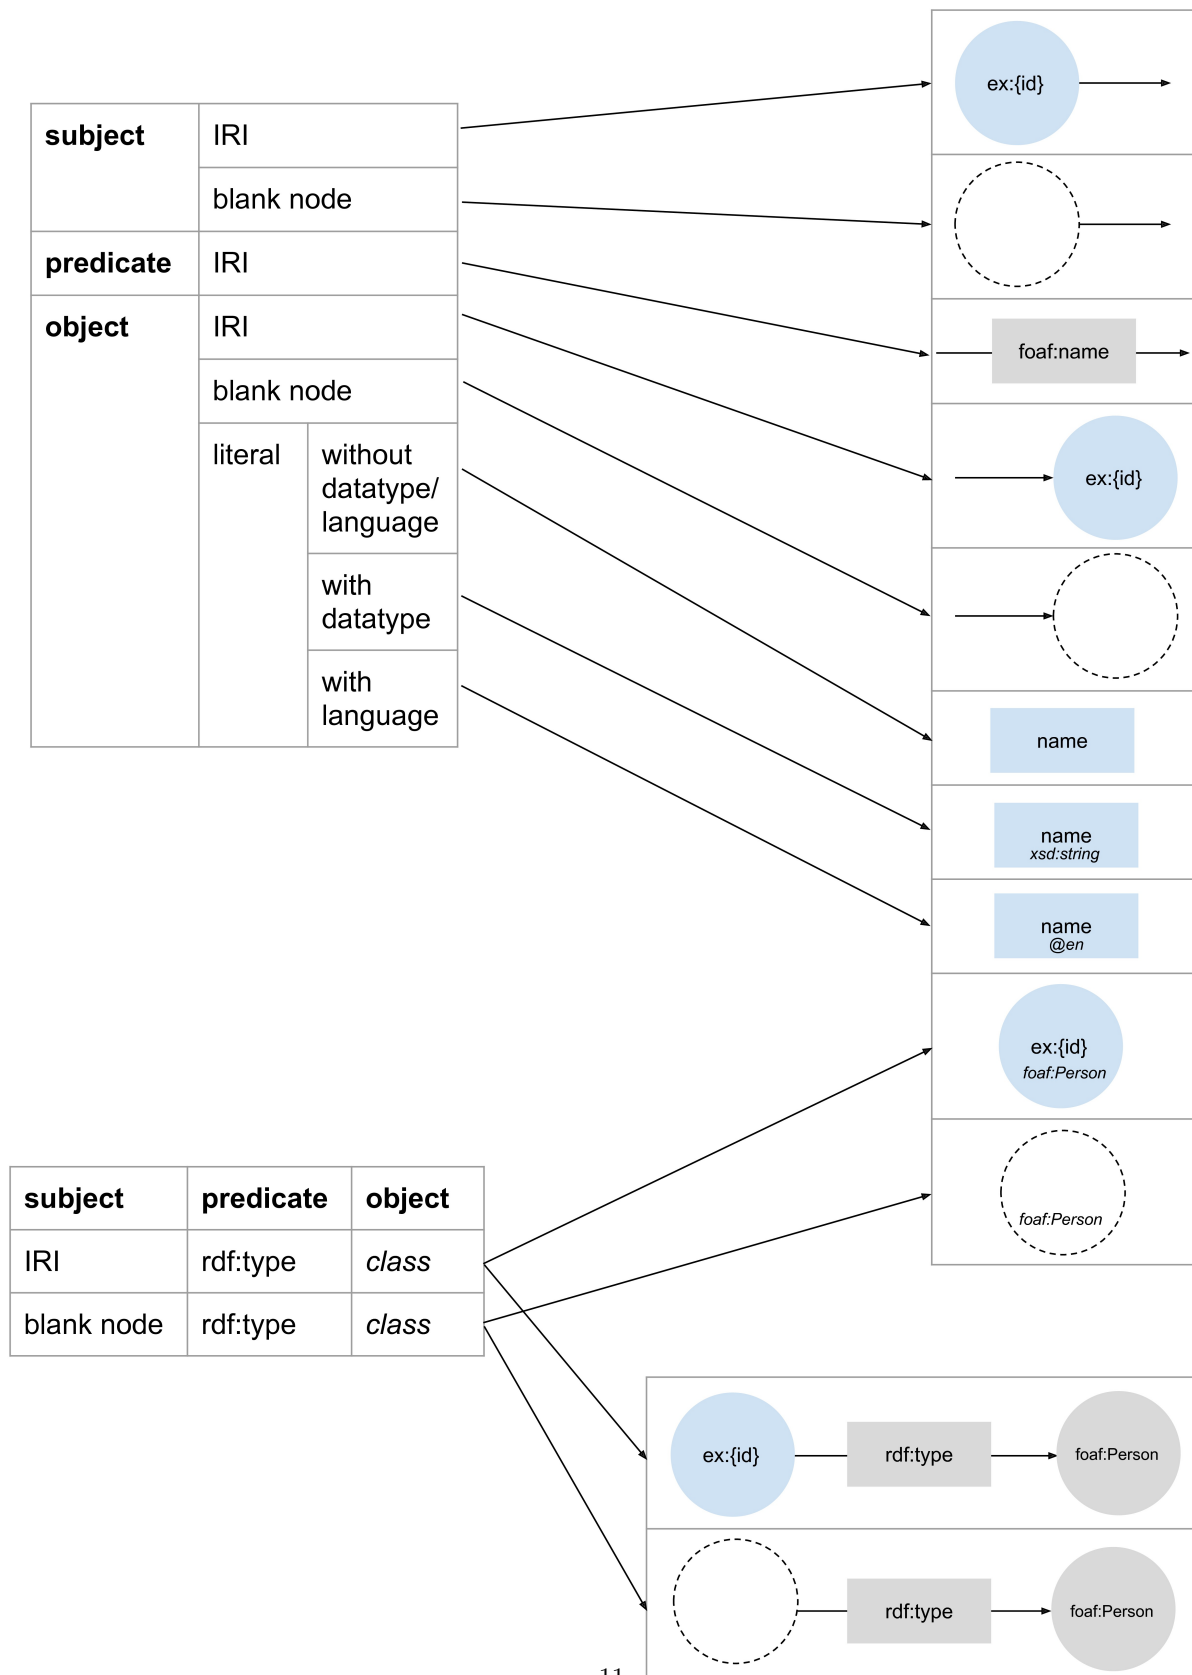 ex:{id}
subject
IRI
blank node
predicate
IRI
foaf:name
object
IRI
blank node
literal
without
datatype/
language
ex:{id}
with
datatype
with
language
name
name
xsd:string
name
@en
ex:{id}
foaf:Person
foaf:Person
subject predicate object
IRI rdf:type class
blank node rdf:type class
ex:{id} rdf:type foaf:Person
rdf:type foaf:Person
11